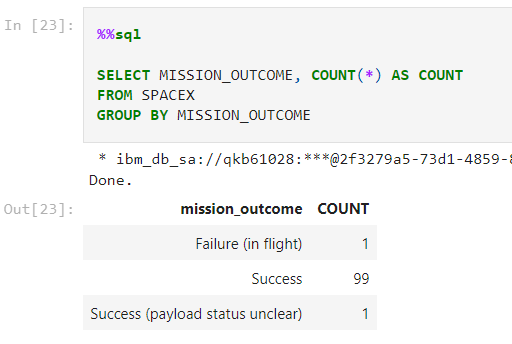 In [23]:
%%sql
SELECT MISSION_OUTCOME, COUNT(*) AS COUNT
FROM SPACEX
GROUP BY MISSION_OUTCOME
* ibm_db_sa://qkb61028:***@2f3279a5-73d1-4859-8
Done.
Out[23]:
mission_outcome COUNT
Failure (in flight) 1
Success 99
Success (payload status unclear) 1